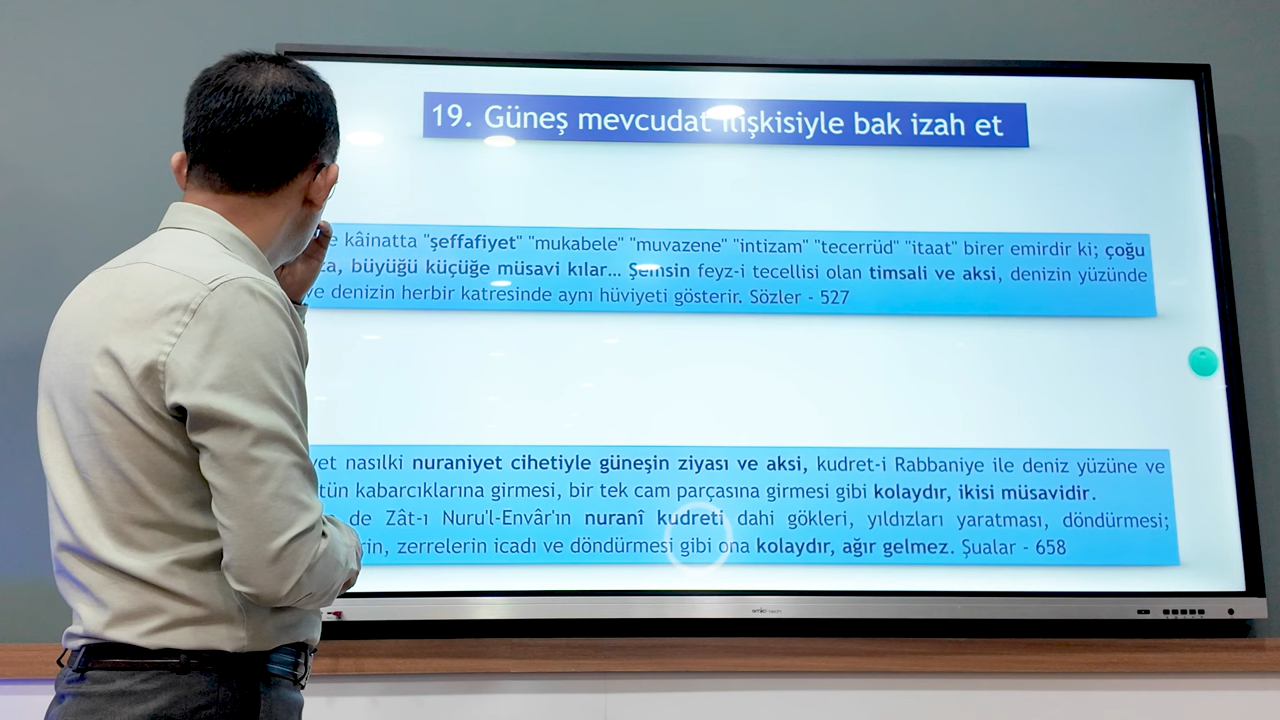 19. Güneş mevcudat ilişkisiyle bak izah et
kâinatta "şeffafiyet" "mukabele" "muvazene" "intizam" "tecerrüd" "itaat" birer emirdir ki; çoğu
büyüğü küçüğe müsavi kılar... Şemsin feyz-i tecellisi olan timsali ve aksi, denizin yüzünde
ve denizin herbir katresinde aynı hüviyeti gösterir. Sözler - 527
nasılki nuraniyet cihetiyle güneşin ziyası ve aksi, kudret-i Rabbaniye ile deniz yüzüne ve
kabarcıklarına girmesi, bir tek cam parçasına girmesi gibi kolaydır, ikisi müsavidir.
de Zât-ı Nuru'l-Envâr'ın nuranî kudreti dahi gökleri, yıldızları yaratması, döndürmesi;
zerrelerin icadı ve döndürmesi gibi ona kolaydır, ağır gelmez. Şualar - 658